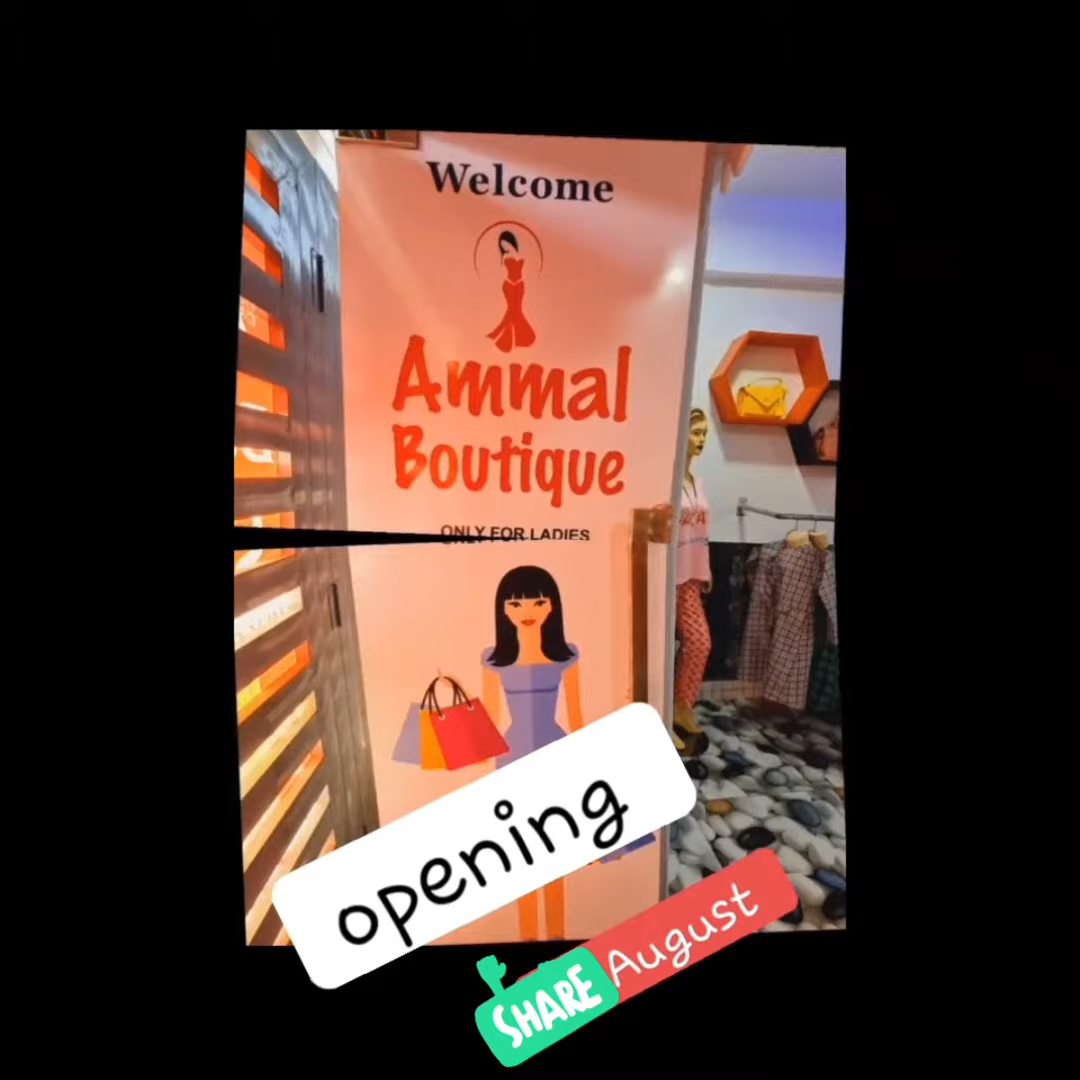 Welcome
Ammal
Boutique
ONLY FOR LADIES
opening
August
SHARE